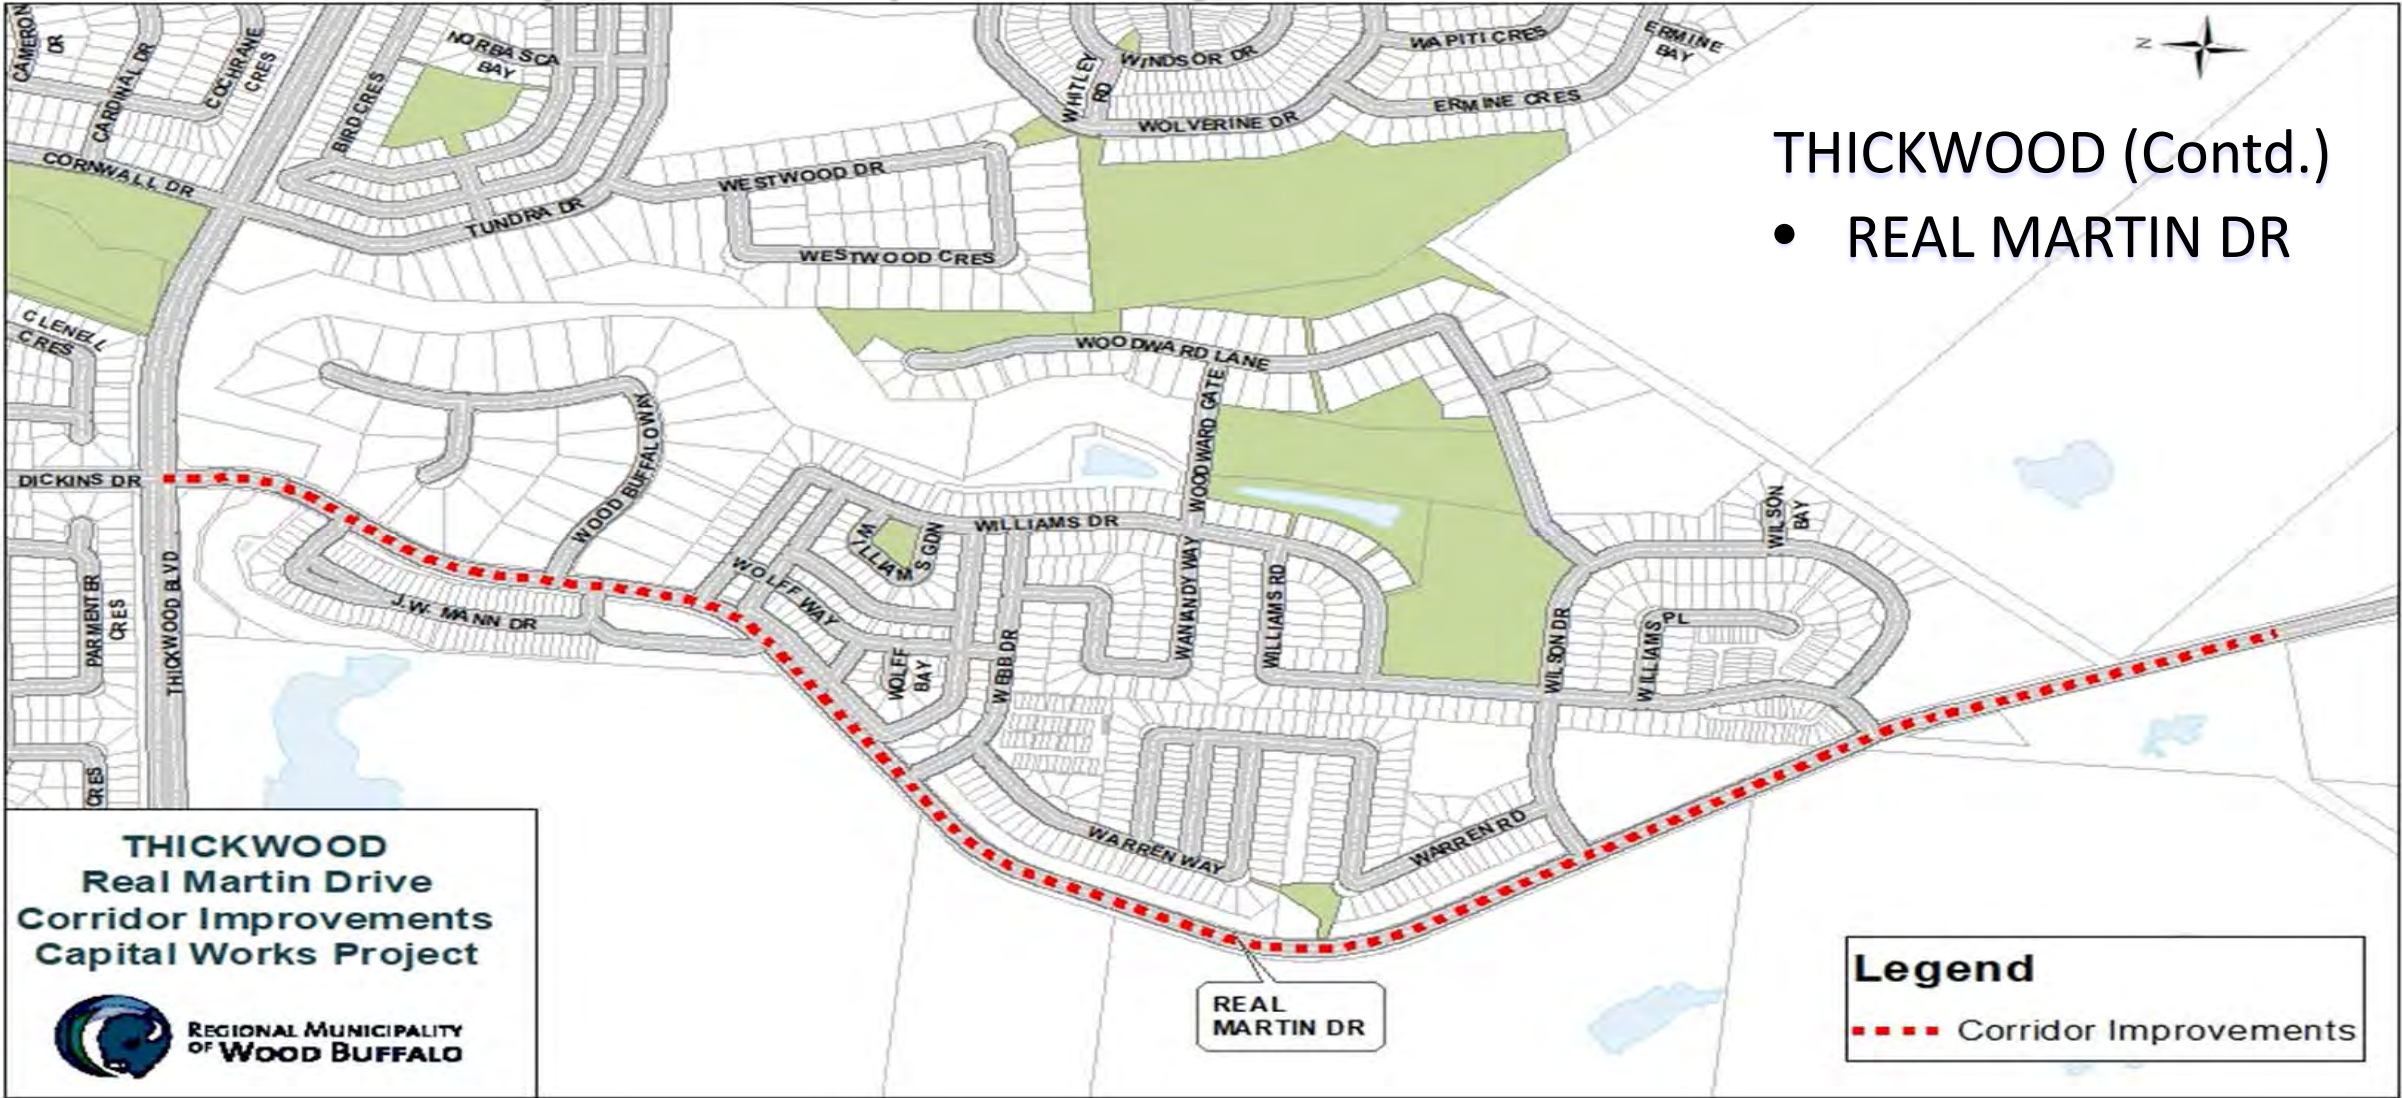 CAMERON
DR
CARDINAL DR
COCHRANE
CRES
BIRD CRES
NORBASCA
BAY
WHITLEY
RD
WINDSOR DR
WAPITI CRES
ERMINE
BAY
ERMINE CRES
WOLVERINE DR
N
THICKWOOD (Contd.)
• REAL MARTIN DR
CORNWALL DR
TUNDRA DR
WESTWOOD DR
WESTWOOD CRES
CLENELL
CRES
WOODWARD LANE
WOODWARD GATE
DICKINS DR
WOOD BUFFALO WAY
WILLIAMS GDN
WILLIAMS DR
WILSON
BAY
PARMENTER
CRES
THICKWOOD BLVD
J.W. MANN DR
WOLFF WAY
WOLFF
BAY
WEBB DR
WANANDY WAY
WILLIAMS RD
WILSON DR
WILLIAMS PL
CRES
WARREN WAY
WARREN RD
THICKWOOD
Real Martin Drive
Corridor Improvements
Capital Works Project
REGIONAL MUNICIPALITY
OF WOOD BUFFALO
REAL
MARTIN DR
Legend
Corridor Improvements